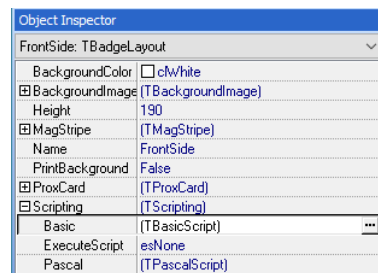 Object Inspector
FrontSide: TBadgeLayout
BackgroundColor clWhite
BackgroundImage (TBackgroundImage)
Height 190
MagStripe (TMagStripe)
Name FrontSide
PrintBackground False
ProxCard (TProxCard)
Scripting (TScripting)
Basic (TBasicScript) ...
ExecuteScript esNone
Pascal (TPascalScript)